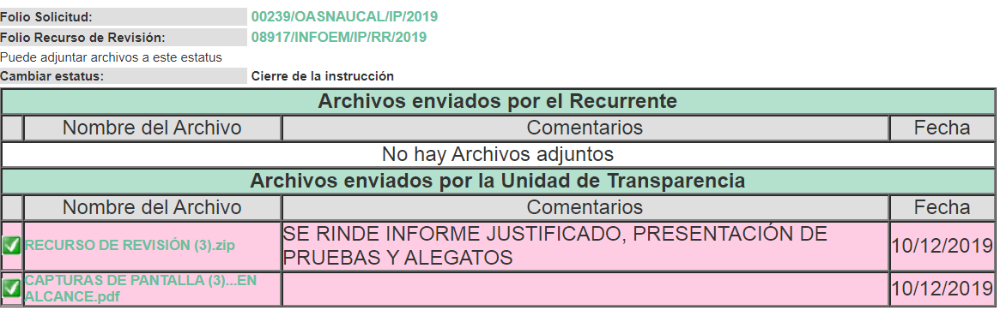 Folio Solicitud: 00239/OASNAUCAL/IP/2019
Folio Recurso de Revisión: 08917/INFOEM/IP/RR/2019
Puede adjuntar archivos a este estatus
Cambiar estatus: Cierre de la instrucción
Archivos enviados por el Recurrente
Nombre del Archivo Comentarios Fecha
No hay Archivos adjuntos
Archivos enviados por la Unidad de Transparencia
Nombre del Archivo Comentarios Fecha
RECURSO DE REVISIÓN (3).zip SE RINDE INFORME JUSTIFICADO, PRESENTACIÓN DE
PRUEBAS Y ALEGATOS 10/12/2019
CAPTURAS DE PANTALLA (3)...EN
ALCANCE.pdf 10/12/2019